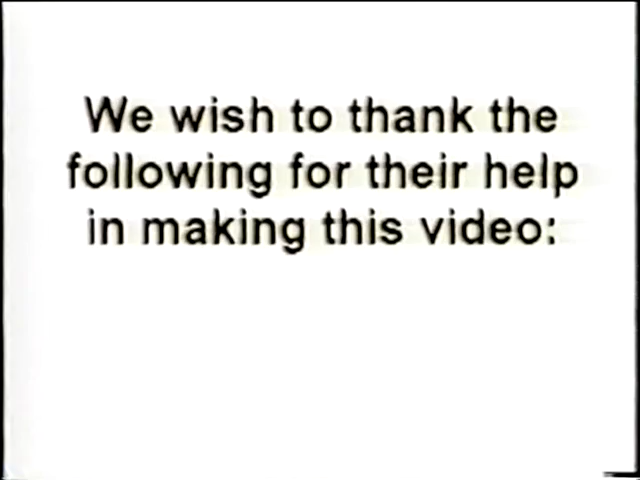 We wish to thank the
following for their help
in making this video: